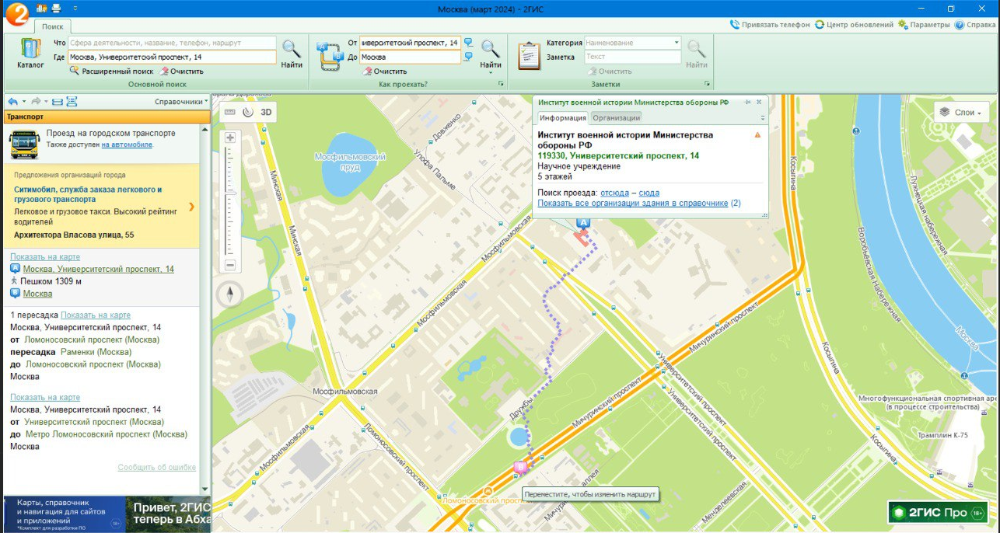 Москва (март 2024) - 2ГИС
Поиск
Привязать телефон
Центр обновлений
Параметры
Справка
Каталог
Что
Сфера деятельности, название, телефон, маршрут
Где
Москва, Университетский проспект, 14
Расширенный поиск
Очистить
Найти
Основной поиск
От
иверситетский проспект, 14
До
Москва
Очистить
Найти
Как проехать?
Категория
Наименование
Заметка
Текст
Очистить
Найти
Заметки
Справочники
Транспорт
Проезд на городском транспорте
Также доступен на автомобиле.
Предложения организаций города
Ситимобил, служба заказа легкового и
грузового транспорта
Легковое и грузовое такси. Высокий рейтинг
водителей
Архитектора Власова улица, 55
Показать на карте
A Москва, Университетский проспект, 14
Пешком 1309 м
B Москва
1 пересадка Показать на карте
Москва, Университетский проспект, 14
от Ломоносовский проспект (Москва)
пересадка Раменки (Москва)
до Ломоносовский проспект (Москва)
Москва
Показать на карте
Москва, Университетский проспект, 14
от Университетский проспект (Москва)
до Метро Ломоносовский проспект (Москва)
Москва
Сообщить об ошибке
Карты, справочник
и навигация для сайтов
и приложений
*Комплект для разработки ПО
18+
Привет, 2ГИС
теперь в Абха
3D
Слои
Институт военной истории Министерства обороны РФ
Информация
Организации
Институт военной истории Министерства
обороны РФ
119330, Университетский проспект, 14
Научное учреждение
5 этажей
Поиск проезда: отсюда – сюда
Показать все организации здания в справочнике (2)
Довженко
Улофа Пальме
Мосфильмовский
пруд
Минская
Минская
Мосфильмовская
Мосфильмовская
Мосфильмовская
Мосфильмовская
Косыгина
Косыгина
Косыгина
Воробьёвская Набережная
Лужнецкая набережная
Москва
Мичуринский проспект
Мичуринский проспект
Мичуринский
Университетский проспект
Университетский проспект
Ломоносовский проспект
Дружбы
Менделеевская
аллея
A
B
Ломоносовский проспект
Переместите, чтобы изменить маршрут
Многофункциональная спортивная аре
(в процессе строительства)
Трамплин К-75
2ГИС Про 18+